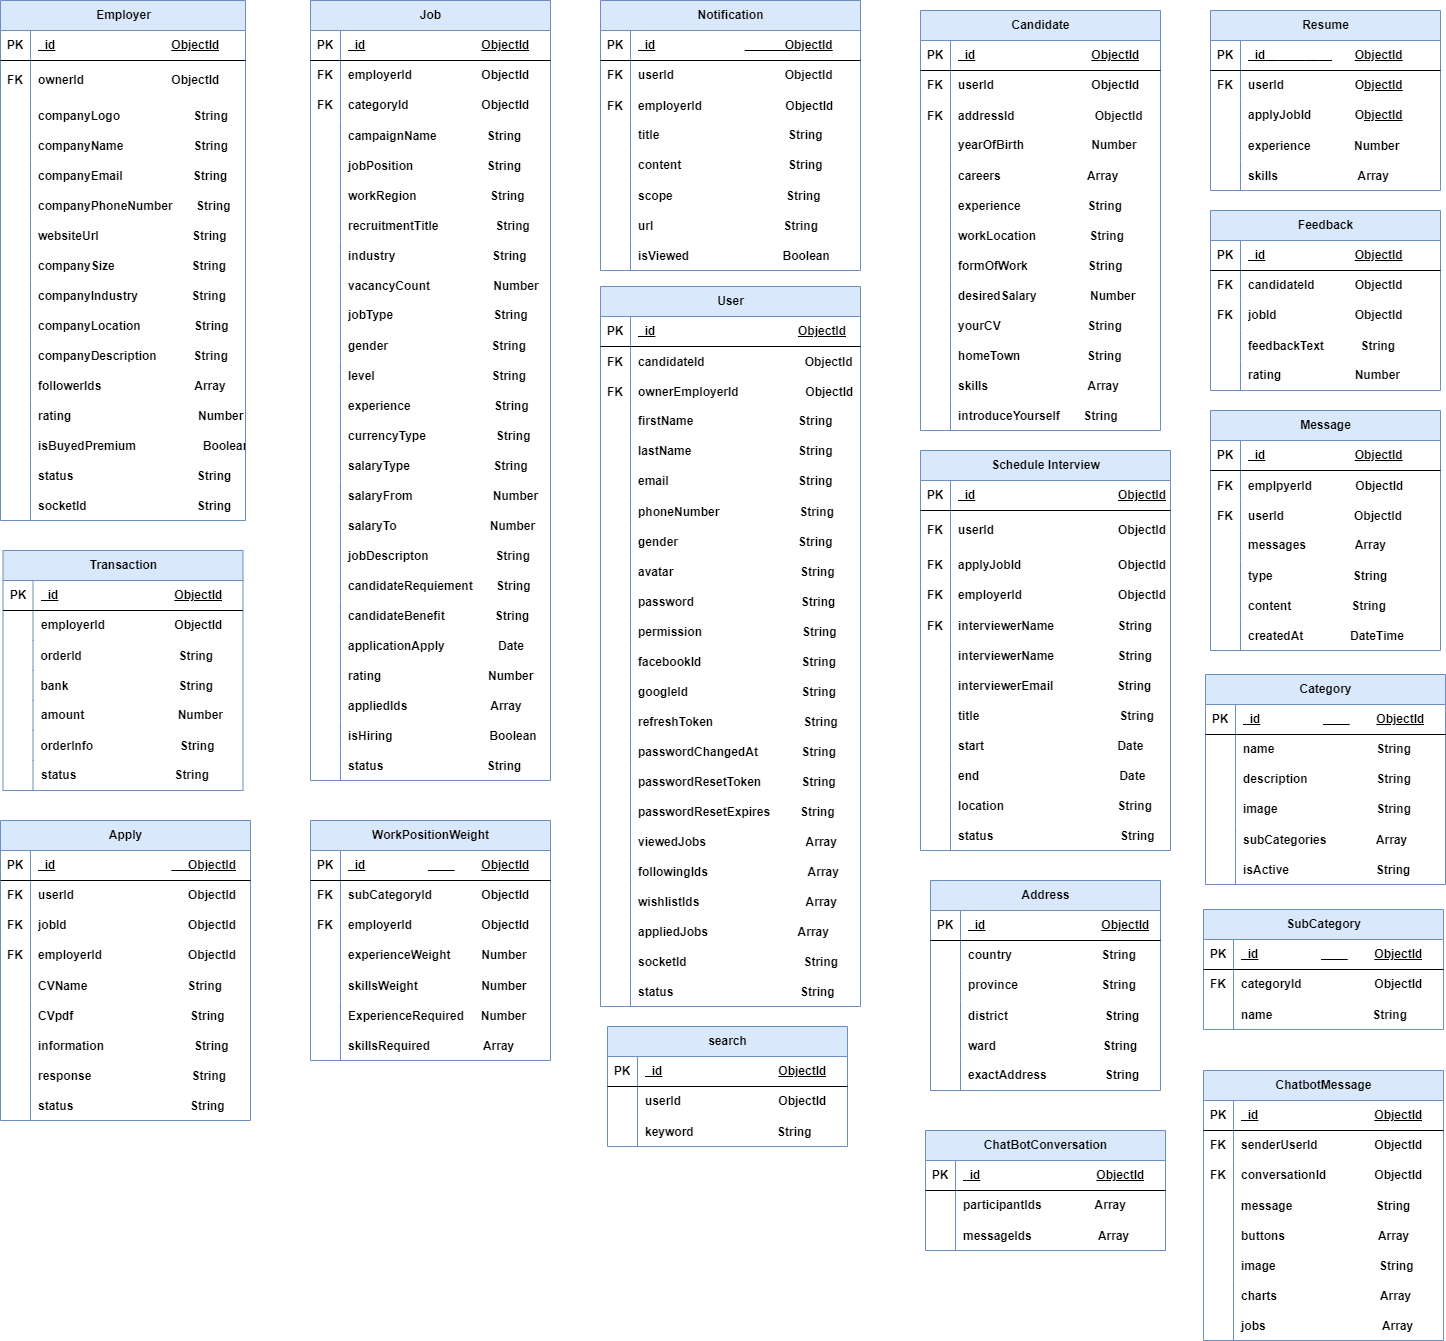 Employer
PK _id ObjectId
FK ownerId ObjectId
companyLogo String
companyName String
companyEmail String
companyPhoneNumber String
websiteUrl String
companySize String
companyIndustry String
companyLocation String
companyDescription String
followerIds Array
rating Number
isBuyedPremium Boolean
status String
socketId String
Transaction
PK _id ObjectId
employerId ObjectId
orderId String
bank String
amount Number
orderInfo String
status String
Apply
PK _id ObjectId
FK userId ObjectId
FK jobId ObjectId
FK employerId ObjectId
CVName String
CVpdf String
information String
response String
status String
Job
PK _id ObjectId
FK employerId ObjectId
FK categoryId ObjectId
campaignName String
jobPosition String
workRegion String
recruitmentTitle String
industry String
vacancyCount Number
jobType String
gender String
level String
experience String
currencyType String
salaryType String
salaryFrom Number
salaryTo Number
jobDescripton String
candidateRequiement String
candidateBenefit String
applicationApply Date
rating Number
appliedIds Array
isHiring Boolean
status String
WorkPositionWeight
PK _id ObjectId
FK subCategoryId ObjectId
FK employerId ObjectId
experienceWeight Number
skillsWeight Number
ExperienceRequired Number
skillsRequired Array
Notification
PK _id ObjectId
FK userId ObjectId
FK employerId ObjectId
title String
content String
scope String
url String
isViewed Boolean
User
PK _id ObjectId
FK candidateId ObjectId
FK ownerEmployerId ObjectId
firstName String
lastName String
email String
phoneNumber String
gender String
avatar String
password String
permission String
facebookId String
googleId String
refreshToken String
passwordChangedAt String
passwordResetToken String
passwordResetExpires String
viewedJobs Array
followingIds Array
wishlistIds Array
appliedJobs Array
socketId String
status String
search
PK _id ObjectId
userId ObjectId
keyword String
Candidate
PK _id ObjectId
FK userId ObjectId
FK addressId ObjectId
yearOfBirth Number
careers Array
experience String
workLocation String
formOfWork String
desiredSalary Number
yourCV String
homeTown String
skills Array
introduceYourself String
Schedule Interview
PK _id ObjectId
FK userId ObjectId
FK applyJobId ObjectId
FK employerId ObjectId
FK interviewerName String
interviewerName String
interviewerEmail String
title String
start Date
end Date
location String
status String
Address
PK _id ObjectId
country String
province String
district String
ward String
exactAddress String
ChatBotConversation
PK _id ObjectId
participantIds Array
messageIds Array
Resume
PK _id ObjectId
FK userId ObjectId
applyJobId ObjectId
experience Number
skills Array
Feedback
PK _id ObjectId
FK candidateId ObjectId
FK jobId ObjectId
feedbackText String
rating Number
Message
PK _id ObjectId
FK emplpyerId ObjectId
FK userId ObjectId
messages Array
type String
content String
createdAt DateTime
Category
PK _id ObjectId
name String
description String
image String
subCategories Array
isActive String
SubCategory
PK _id ObjectId
FK categoryId ObjectId
name String
ChatbotMessage
PK _id ObjectId
FK senderUserId ObjectId
FK conversationId ObjectId
message String
buttons Array
image String
charts Array
jobs Array